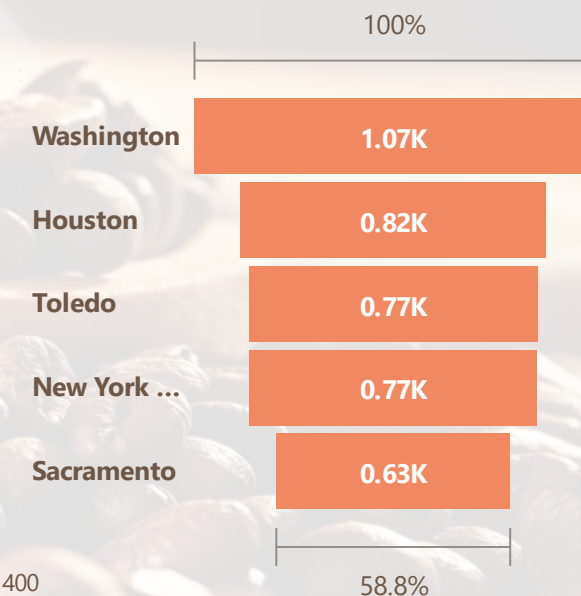 100%
Washington 1.07K
Houston 0.82K
Toledo 0.77K
New York ... 0.77K
Sacramento 0.63K
400 58.8%